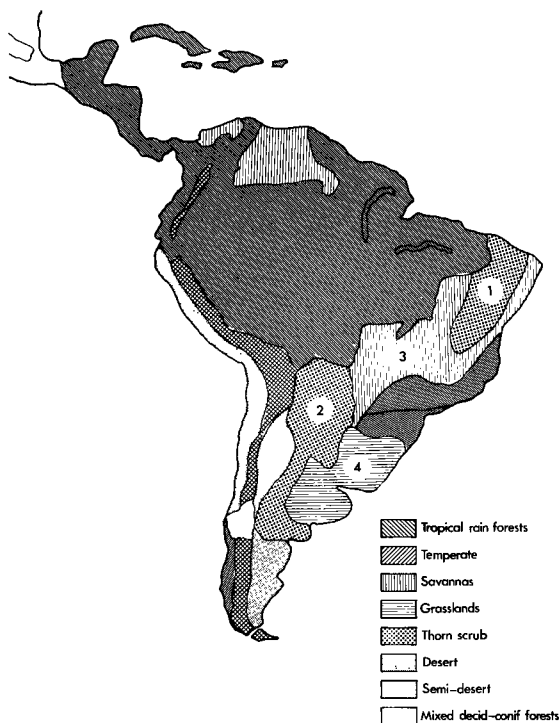 1
3
2
4
Tropical rain forests
Temperate
Savannas
Grasslands
Thorn scrub
Desert
Semi-desert
Mixed decid-conif forests